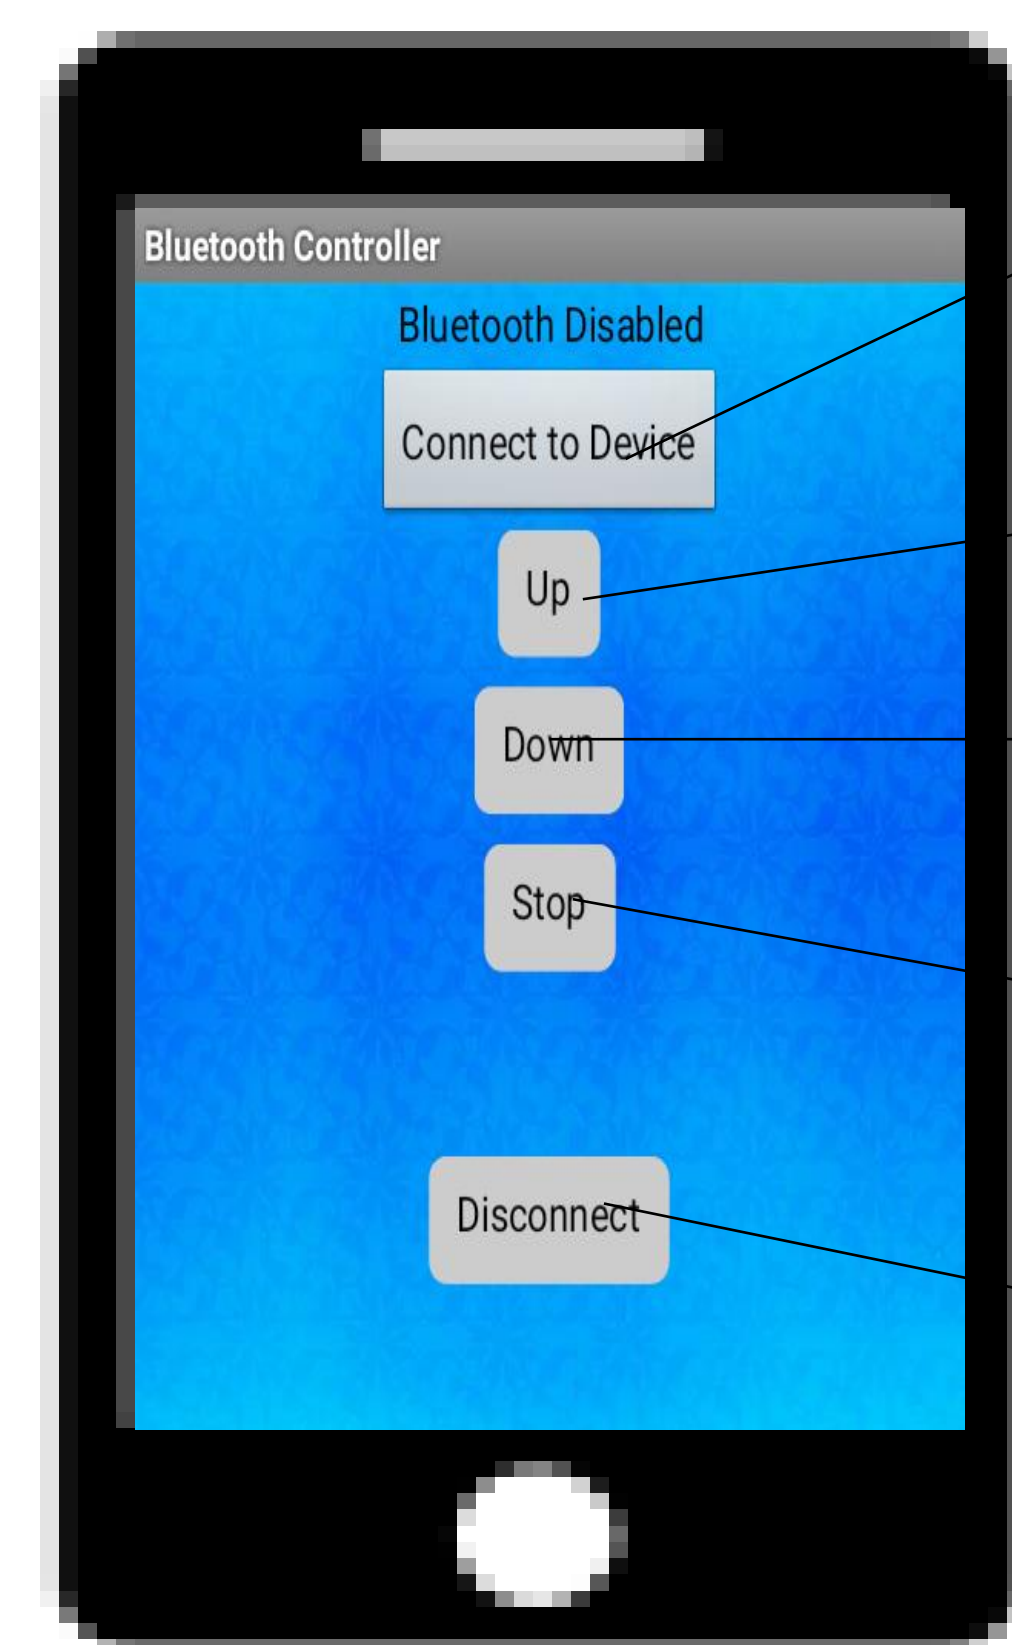 Bluetooth Controller
Bluetooth Disabled
Connect to Device
Up
Down
Stop
Disconnect